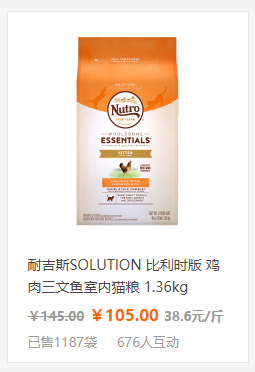 Nutro
FEED CLEAN
WHOLESOME
ESSENTIALS
KITTEN
耐吉斯SOLUTION 比利时版 鸡
肉三文鱼室内猫粮 1.36kg
￥145.00 ￥105.00 38.6元/斤
已售1187袋 676人互动